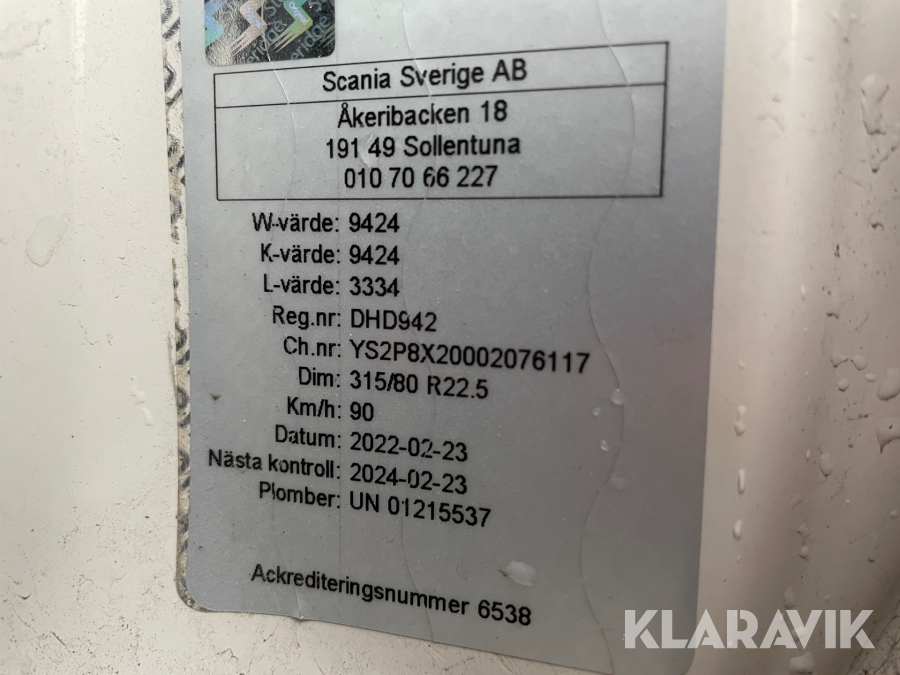 Scania Sverige AB
Åkeribacken 18
191 49 Sollentuna
010 70 66 227
W-värde: 9424
K-värde: 9424
L-värde: 3334
Reg.nr: DHD942
Ch.nr: YS2P8X20002076117
Dim: 315/80 R22.5
Km/h: 90
Datum: 2022-02-23
Nästa kontroll: 2024-02-23
Plomber: UN 01215537
Ackrediteringsnummer 6538
KLARAVIK